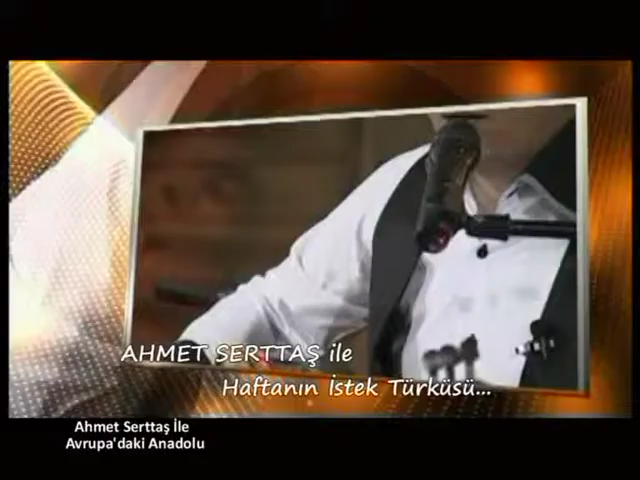 AHMET SERTTAŞ ile
Haftanın İstek Türküsü...
Ahmet Serttaş İle
Avrupa'daki Anadolu